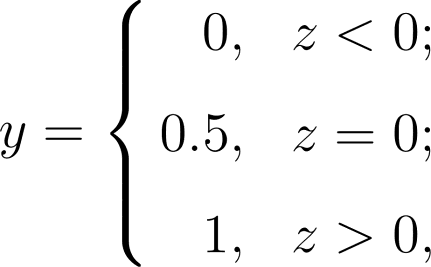 0, z < 0;
y = { 0.5, z = 0;
1, z > 0,